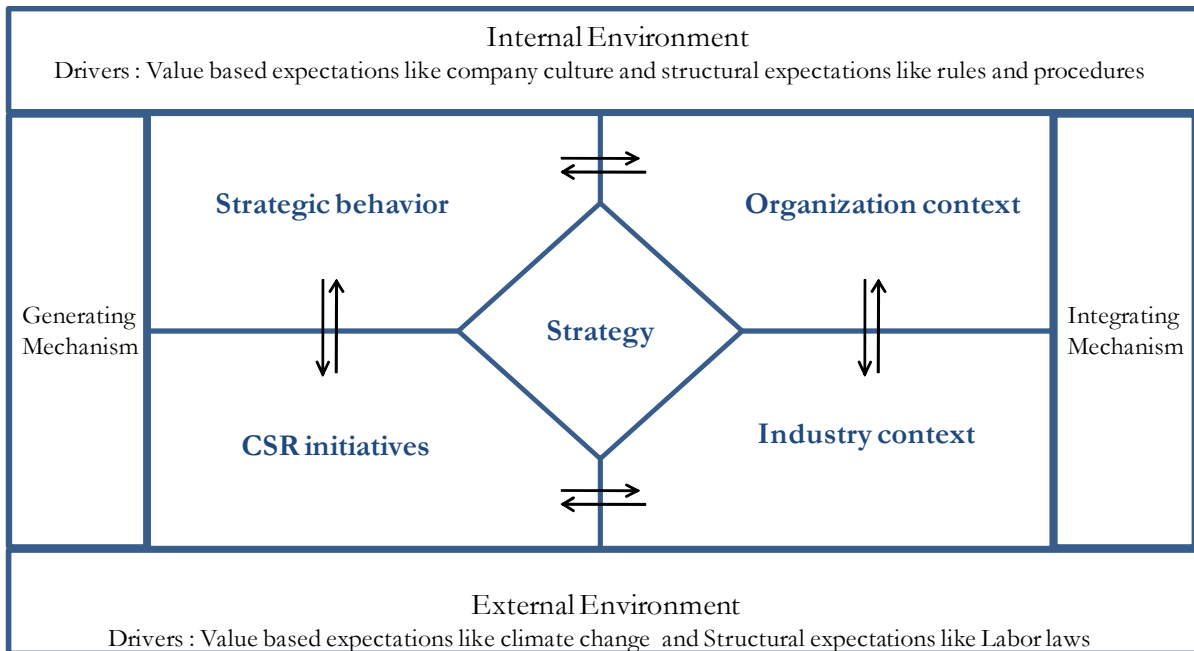 Internal Environment
Drivers : Value based expectations like company culture and structural expectations like rules and procedures
Strategic behavior
Organization context
Generating
Mechanism
Strategy
Integrating
Mechanism
CSR initiatives
Industry context
External Environment
Drivers : Value based expectations like climate change and Structural expectations like Labor laws